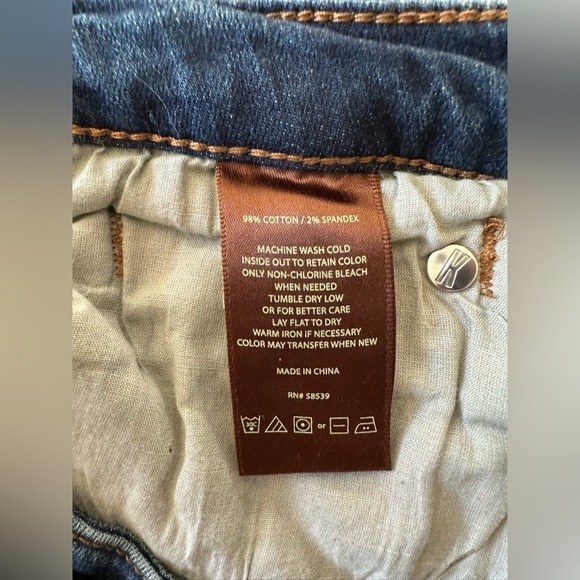 98% COTTON / 2% SPANDEX
MACHINE WASH COLD
INSIDE OUT TO RETAIN COLOR
ONLY NON-CHLORINE BLEACH
WHEN NEEDED
TUMBLE DRY LOW
OR FOR BETTER CARE
LAY FLAT TO DRY
WARM IRON IF NECESSARY
COLOR MAY TRANSFER WHEN NEW
MADE IN CHINA
RN# 58539
30C or
K